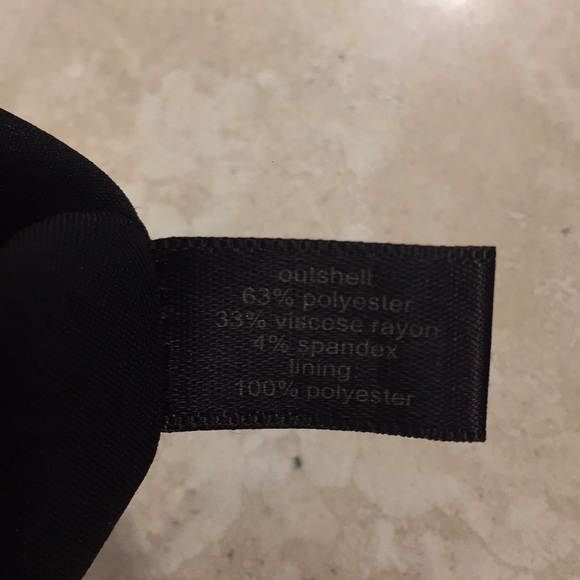 outshell
63% polyester
33% viscose rayon
4% spandex
lining
100% polyester